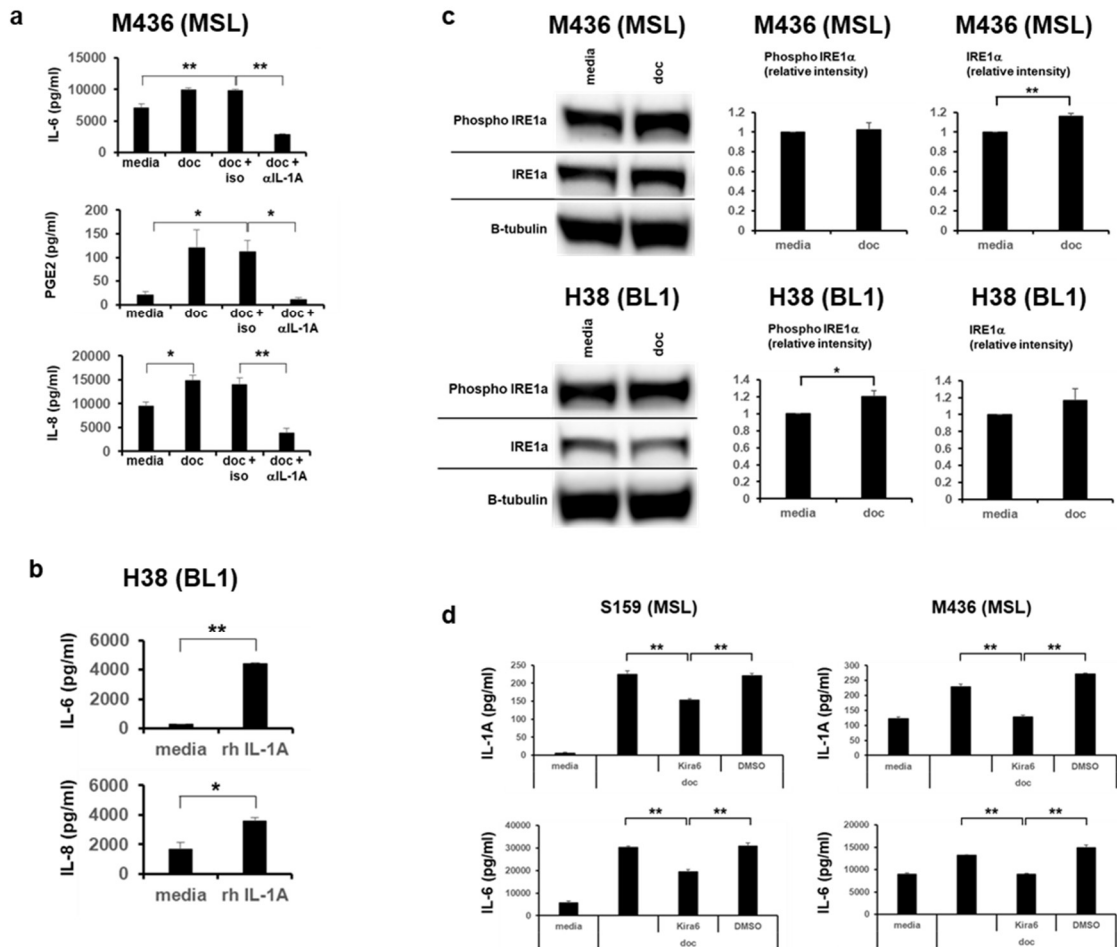 a
M436 (MSL)
IL-6 (pg/ml)
15000
10000
5000
0
** **
media doc doc + iso doc + αIL-1A
PGE2 (pg/ml)
200
150
100
50
0
* *
media doc doc + iso doc + αIL-1A
IL-8 (pg/ml)
20000
15000
10000
5000
0
* **
media doc doc + iso doc + αIL-1A
b
H38 (BL1)
IL-6 (pg/ml)
6000
4000
2000
0
**
media rh IL-1A
IL-8 (pg/ml)
6000
4000
2000
0
*
media rh IL-1A
c
M436 (MSL)
media doc
Phospho IRE1a
IRE1a
B-tubulin
M436 (MSL)
Phospho IRE1α
(relative intensity)
1.2
1
0.8
0.6
0.4
0.2
0
media doc
M436 (MSL)
IRE1α
(relative intensity)
**
1.2
1
0.8
0.6
0.4
0.2
0
media doc
H38 (BL1)
media doc
Phospho IRE1a
IRE1a
B-tubulin
H38 (BL1)
Phospho IRE1α
(relative intensity)
*
1.4
1.2
1
0.8
0.6
0.4
0.2
0
media doc
H38 (BL1)
IRE1α
(relative intensity)
1.4
1.2
1
0.8
0.6
0.4
0.2
0
media doc
d
S159 (MSL)
IL-1A (pg/ml)
250
200
150
100
50
0
** **
media Kira6 DMSO
doc
M436 (MSL)
IL-1A (pg/ml)
300
250
200
150
100
50
0
** **
media Kira6 DMSO
doc
IL-6 (pg/ml)
40000
30000
20000
10000
0
** **
media Kira6 DMSO
doc
IL-6 (pg/ml)
20000
15000
10000
5000
0
** **
media Kira6 DMSO
doc